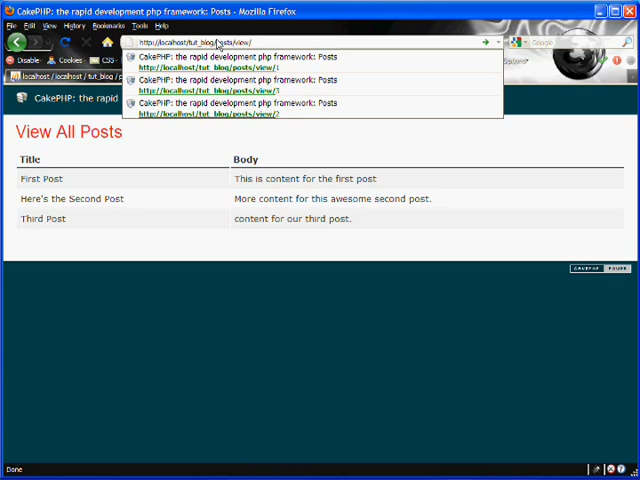 CakePHP: the rapid development php framework: Posts - Mozilla Firefox
File Edit View History Bookmarks Tools Help
http://localhost/tut_blog/posts/view/
Google
Disable Cookies CSS
CakePHP: the rapid development php framework: Posts
http://localhost/tut_blog/posts/view/1
CakePHP: the rapid development php framework: Posts
http://localhost/tut_blog/posts/view/3
CakePHP: the rapid development php framework: Posts
http://localhost/tut_blog/posts/view/2
Options
localhost / localhost / tut_blog / p
CakePHP: the rapid
View All Posts
Title Body
First Post This is content for the first post
Here's the Second Post More content for this awesome second post.
Third Post content for our third post.
CAKEPHP POWER
Done